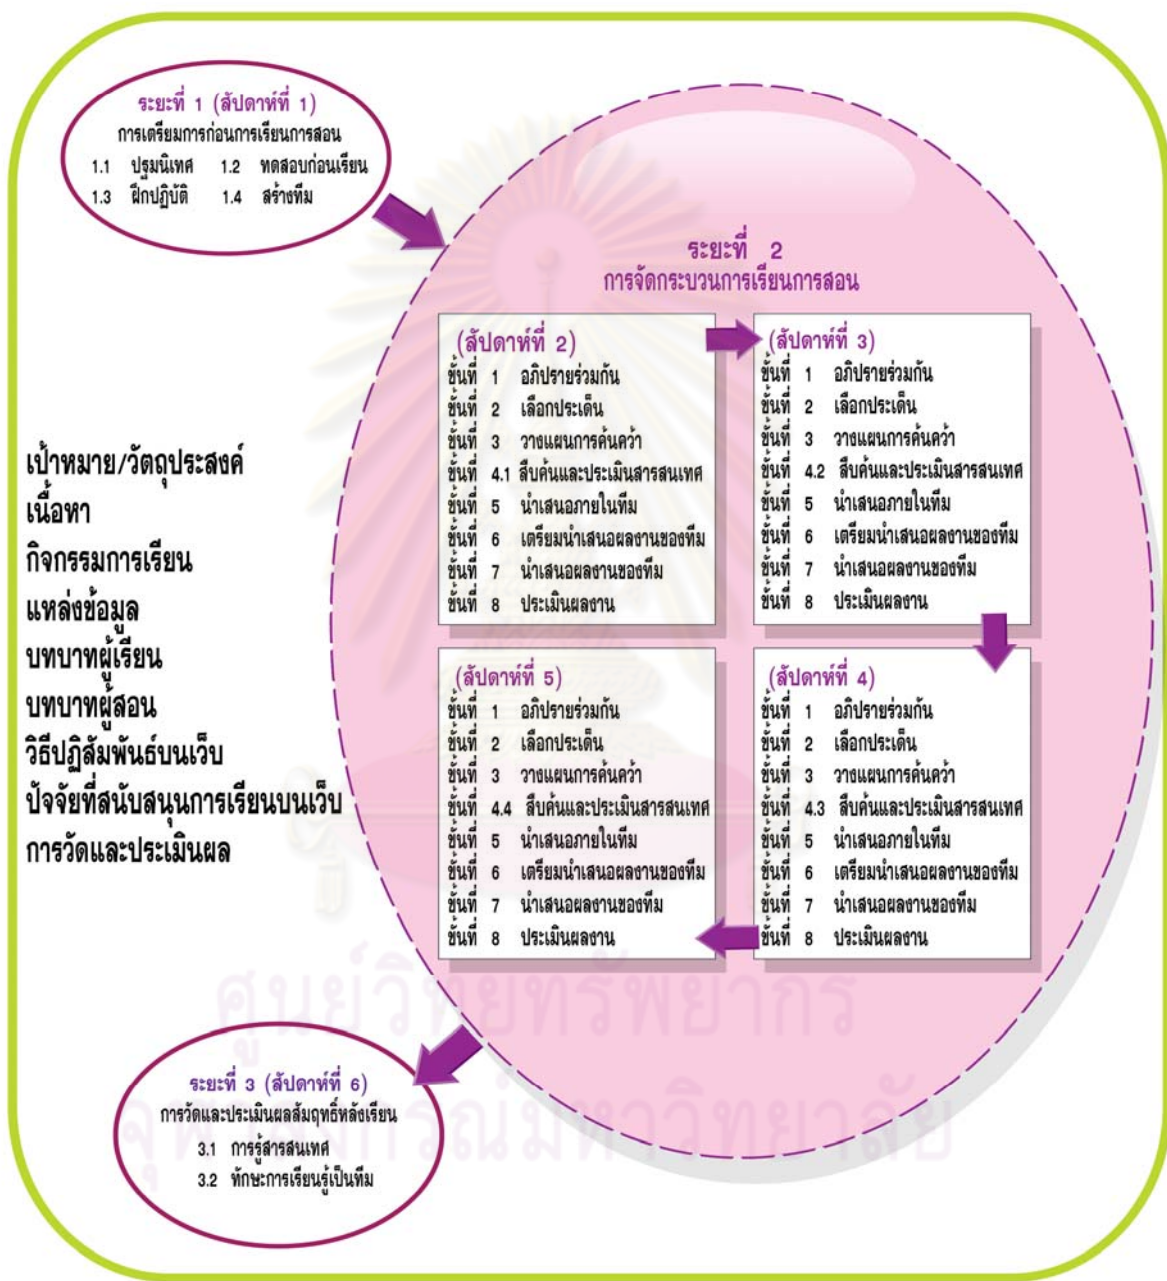 ระยะที่ 1 (สัปดาห์ที่ 1)
การเตรียมการก่อนการเรียนการสอน
1.1 ปฐมนิเทศ 1.2 ทดสอบก่อนเรียน
1.3 ฝึกปฏิบัติ 1.4 สร้างทีม
ระยะที่ 2
การจัดกระบวนการเรียนการสอน
(สัปดาห์ที่ 2)
ขั้นที่ 1 อภิปรายร่วมกัน
ขั้นที่ 2 เลือกประเด็น
ขั้นที่ 3 วางแผนการค้นคว้า
ขั้นที่ 4.1 สืบค้นและประเมินสารสนเทศ
ขั้นที่ 5 นำเสนอภายในทีม
ขั้นที่ 6 เตรียมนำเสนอผลงานของทีม
ขั้นที่ 7 นำเสนอผลงานของทีม
ขั้นที่ 8 ประเมินผลงาน
(สัปดาห์ที่ 3)
ขั้นที่ 1 อภิปรายร่วมกัน
ขั้นที่ 2 เลือกประเด็น
ขั้นที่ 3 วางแผนการค้นคว้า
ขั้นที่ 4.2 สืบค้นและประเมินสารสนเทศ
ขั้นที่ 5 นำเสนอภายในทีม
ขั้นที่ 6 เตรียมนำเสนอผลงานของทีม
ขั้นที่ 7 นำเสนอผลงานของทีม
ขั้นที่ 8 ประเมินผลงาน
(สัปดาห์ที่ 4)
ขั้นที่ 1 อภิปรายร่วมกัน
ขั้นที่ 2 เลือกประเด็น
ขั้นที่ 3 วางแผนการค้นคว้า
ขั้นที่ 4.3 สืบค้นและประเมินสารสนเทศ
ขั้นที่ 5 นำเสนอภายในทีม
ขั้นที่ 6 เตรียมนำเสนอผลงานของทีม
ขั้นที่ 7 นำเสนอผลงานของทีม
ขั้นที่ 8 ประเมินผลงาน
(สัปดาห์ที่ 5)
ขั้นที่ 1 อภิปรายร่วมกัน
ขั้นที่ 2 เลือกประเด็น
ขั้นที่ 3 วางแผนการค้นคว้า
ขั้นที่ 4.4 สืบค้นและประเมินสารสนเทศ
ขั้นที่ 5 นำเสนอภายในทีม
ขั้นที่ 6 เตรียมนำเสนอผลงานของทีม
ขั้นที่ 7 นำเสนอผลงานของทีม
ขั้นที่ 8 ประเมินผลงาน
เป้าหมาย/วัตถุประสงค์
เนื้อหา
กิจกรรมการเรียน
แหล่งข้อมูล
บทบาทผู้เรียน
บทบาทผู้สอน
วิธีปฏิสัมพันธ์บนเว็บ
ปัจจัยที่สนับสนุนการเรียนบนเว็บ
การวัดและประเมินผล
ระยะที่ 3 (สัปดาห์ที่ 6)
การวัดและประเมินผลสัมฤทธิ์หลังเรียน
3.1 การรู้สารสนเทศ
3.2 ทักษะการเรียนรู้เป็นทีม
ศูนย์วิทยทรัพยากร
จุฬาลงกรณ์มหาวิทยาลัย